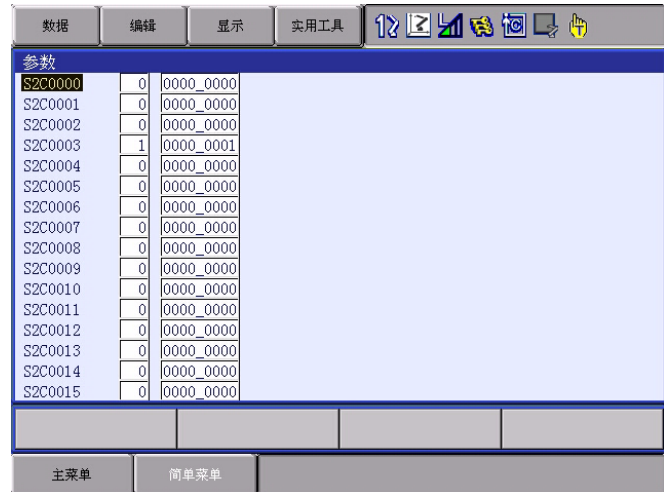 数据 编辑 显示 实用工具
参数
S2C0000 0 0000_0000
S2C0001 0 0000_0000
S2C0002 0 0000_0000
S2C0003 1 0000_0001
S2C0004 0 0000_0000
S2C0005 0 0000_0000
S2C0006 0 0000_0000
S2C0007 0 0000_0000
S2C0008 0 0000_0000
S2C0009 0 0000_0000
S2C0010 0 0000_0000
S2C0011 0 0000_0000
S2C0012 0 0000_0000
S2C0013 0 0000_0000
S2C0014 0 0000_0000
S2C0015 0 0000_0000
主菜单 简单菜单